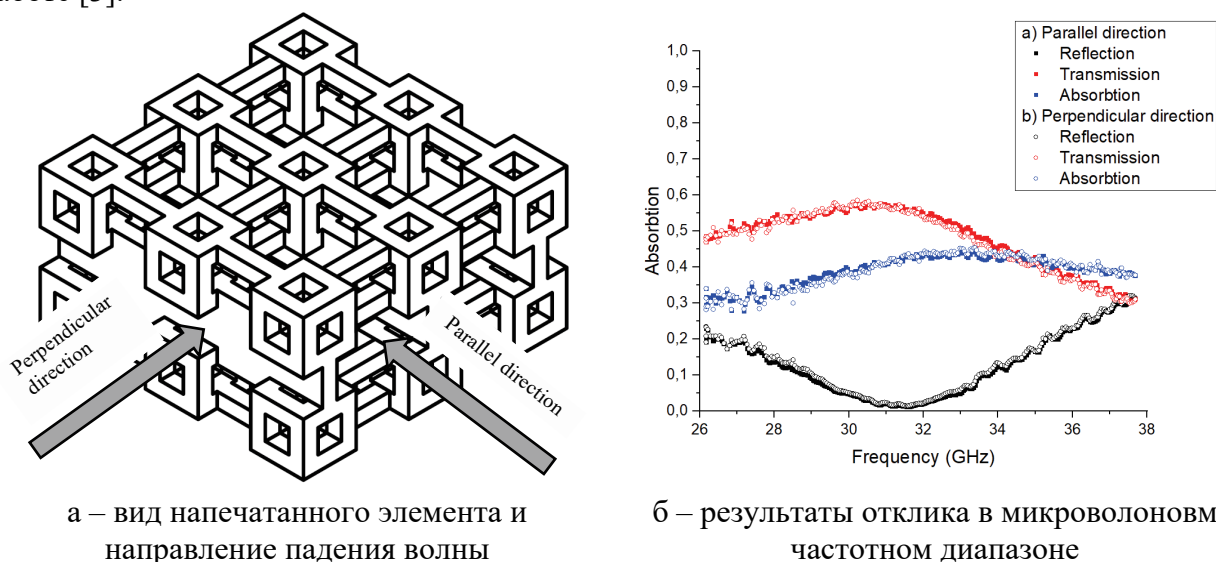 [3].
Perpendicular
direction
Parallel direction
a) Parallel direction
Reflection
Transmission
Absorbtion
b) Perpendicular direction
Reflection
Transmission
Absorbtion
1,0
0,9
0,8
0,7
0,6
0,5
0,4
0,3
0,2
0,1
0,0
Absorbtion
26 28 30 32 34 36 38
Frequency (GHz)
а – вид напечатанного элемента и
направление падения волны
б – результаты отклика в микроволоновм
частотном диапазоне